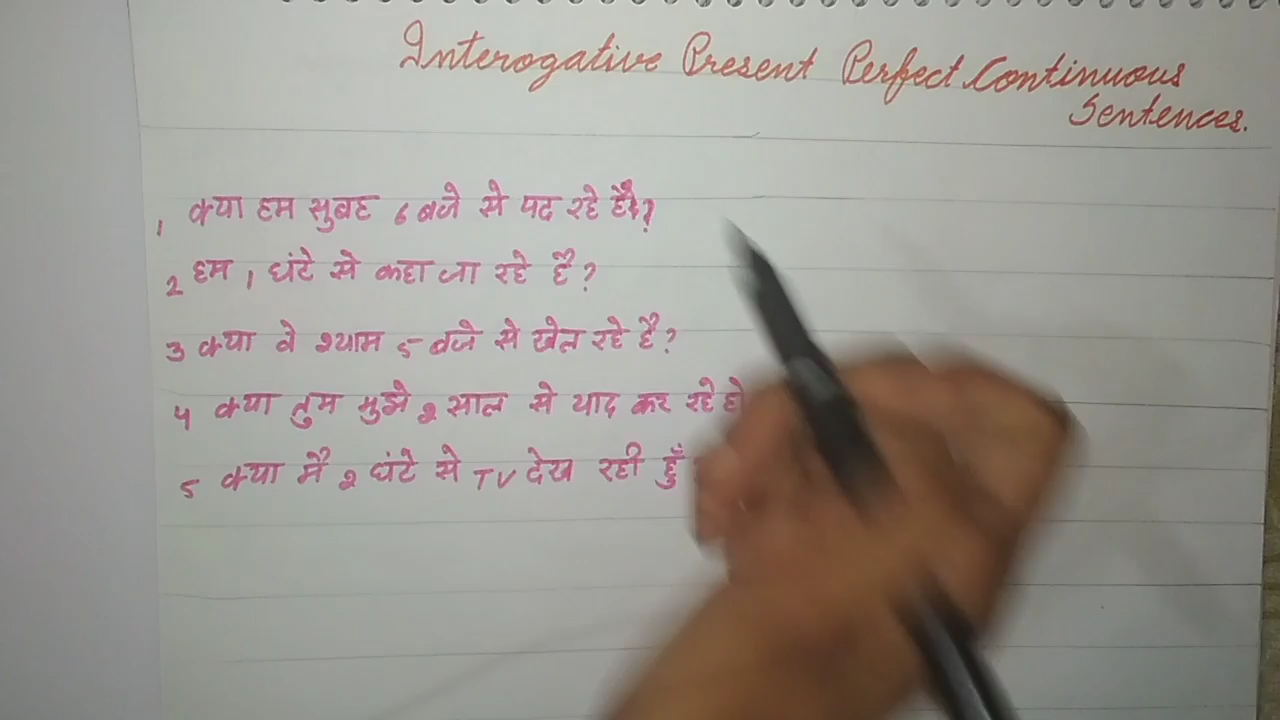 Interogative Present Perfect Continuous
Sentences.
1 क्या हम सुबह 6 बजे से पढ रहे है?
2 हम 1 घंटे से कहा जा रहे है?
3 क्या वे श्याम 5 बजे से खेल रहे है?
4 क्या तुम मुझे 2 साल से याद कर रहे हो
5 क्या मै 2 घंटे से TV देख रही हूँ